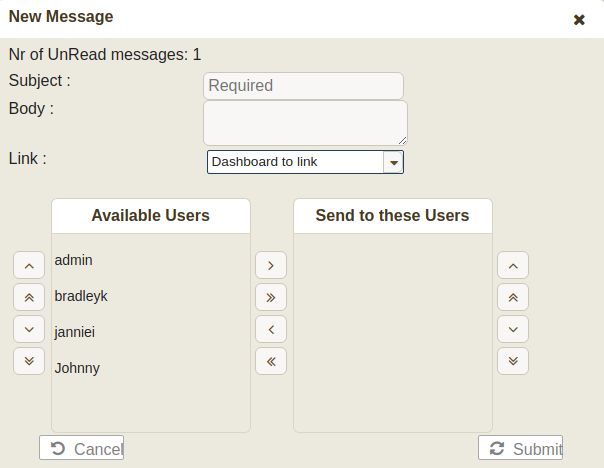 New Message
Nr of UnRead messages: 1
Subject :
Required
Body :
Link :
Dashboard to link
Available Users
Send to these Users
admin
bradleyk
janniei
Johnny
Cancel
Submit